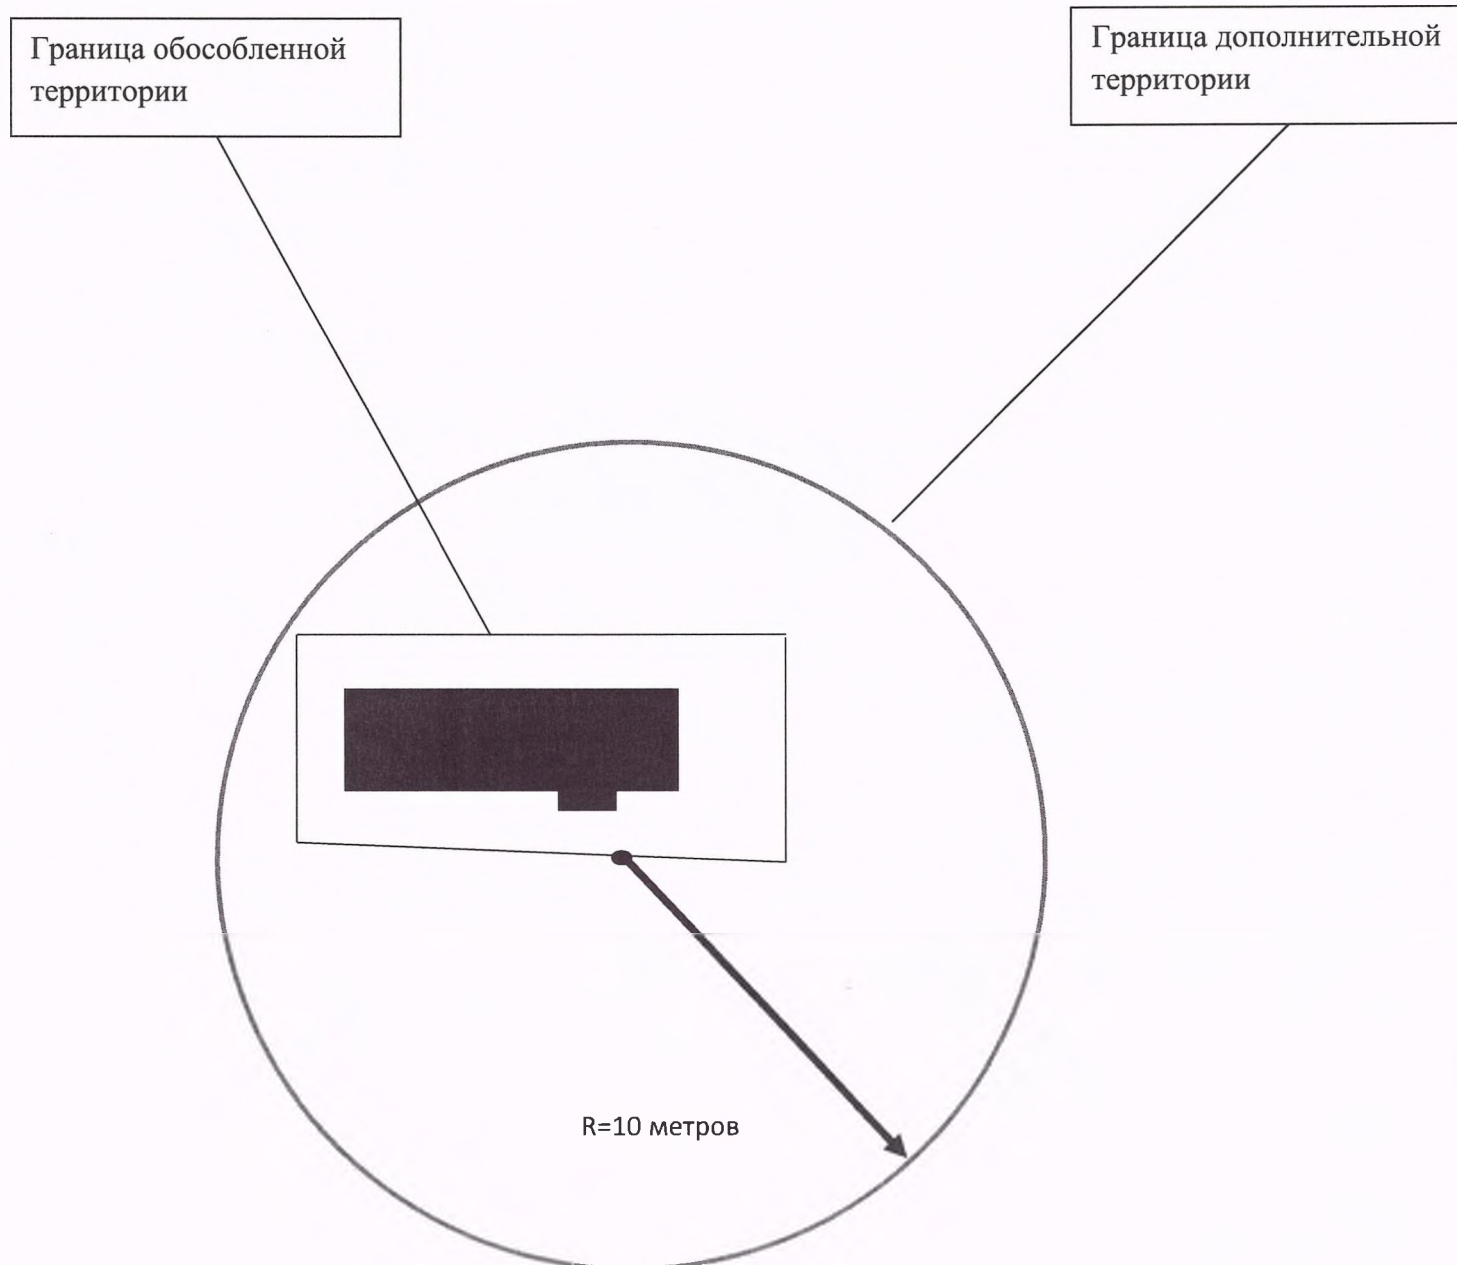 Граница обособленной
территории
Граница дополнительной
территории
R=10 метров